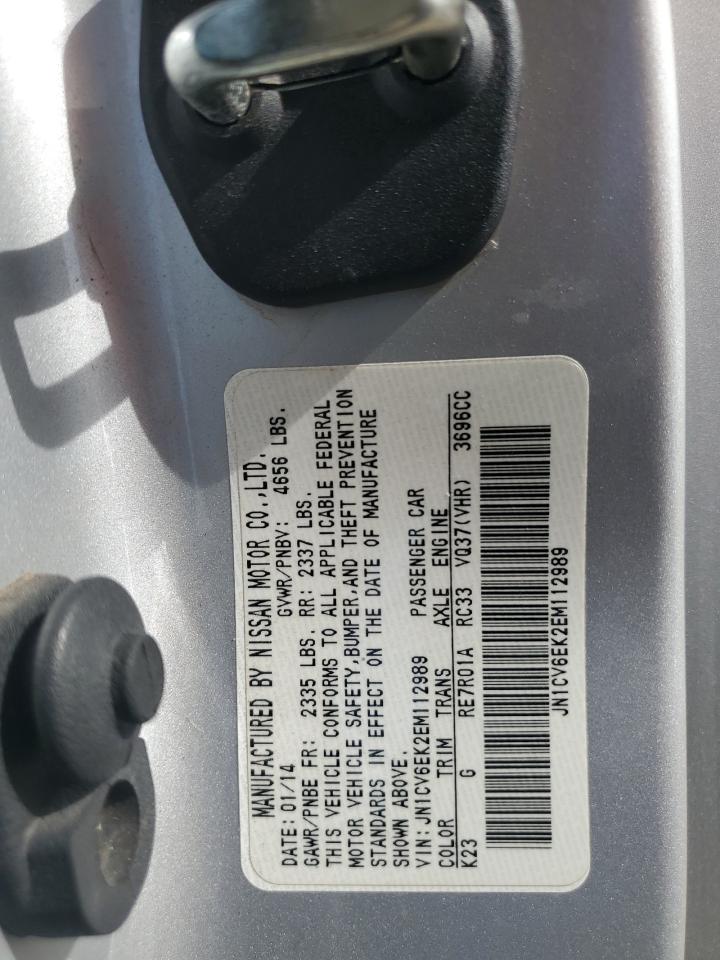 MANUFACTURED BY NISSAN MOTOR CO.,LTD.
DATE: 01/14 GVWR/PNBV: 4656 LBS.
GAWR/PNBE FR: 2335 LBS. RR: 2337 LBS.
THIS VEHICLE CONFORMS TO ALL APPLICABLE FEDERAL
MOTOR VEHICLE SAFETY,BUMPER,AND THEFT PREVENTION
STANDARDS IN EFFECT ON THE DATE OF MANUFACTURE
SHOWN ABOVE.
VIN: JN1CV6EK2EM112989 PASSENGER CAR
COLOR TRIM TRANS AXLE ENGINE
K23 G RE7R01A RC33 VQ37(VHR) 3696CC
JN1CV6EK2EM112989